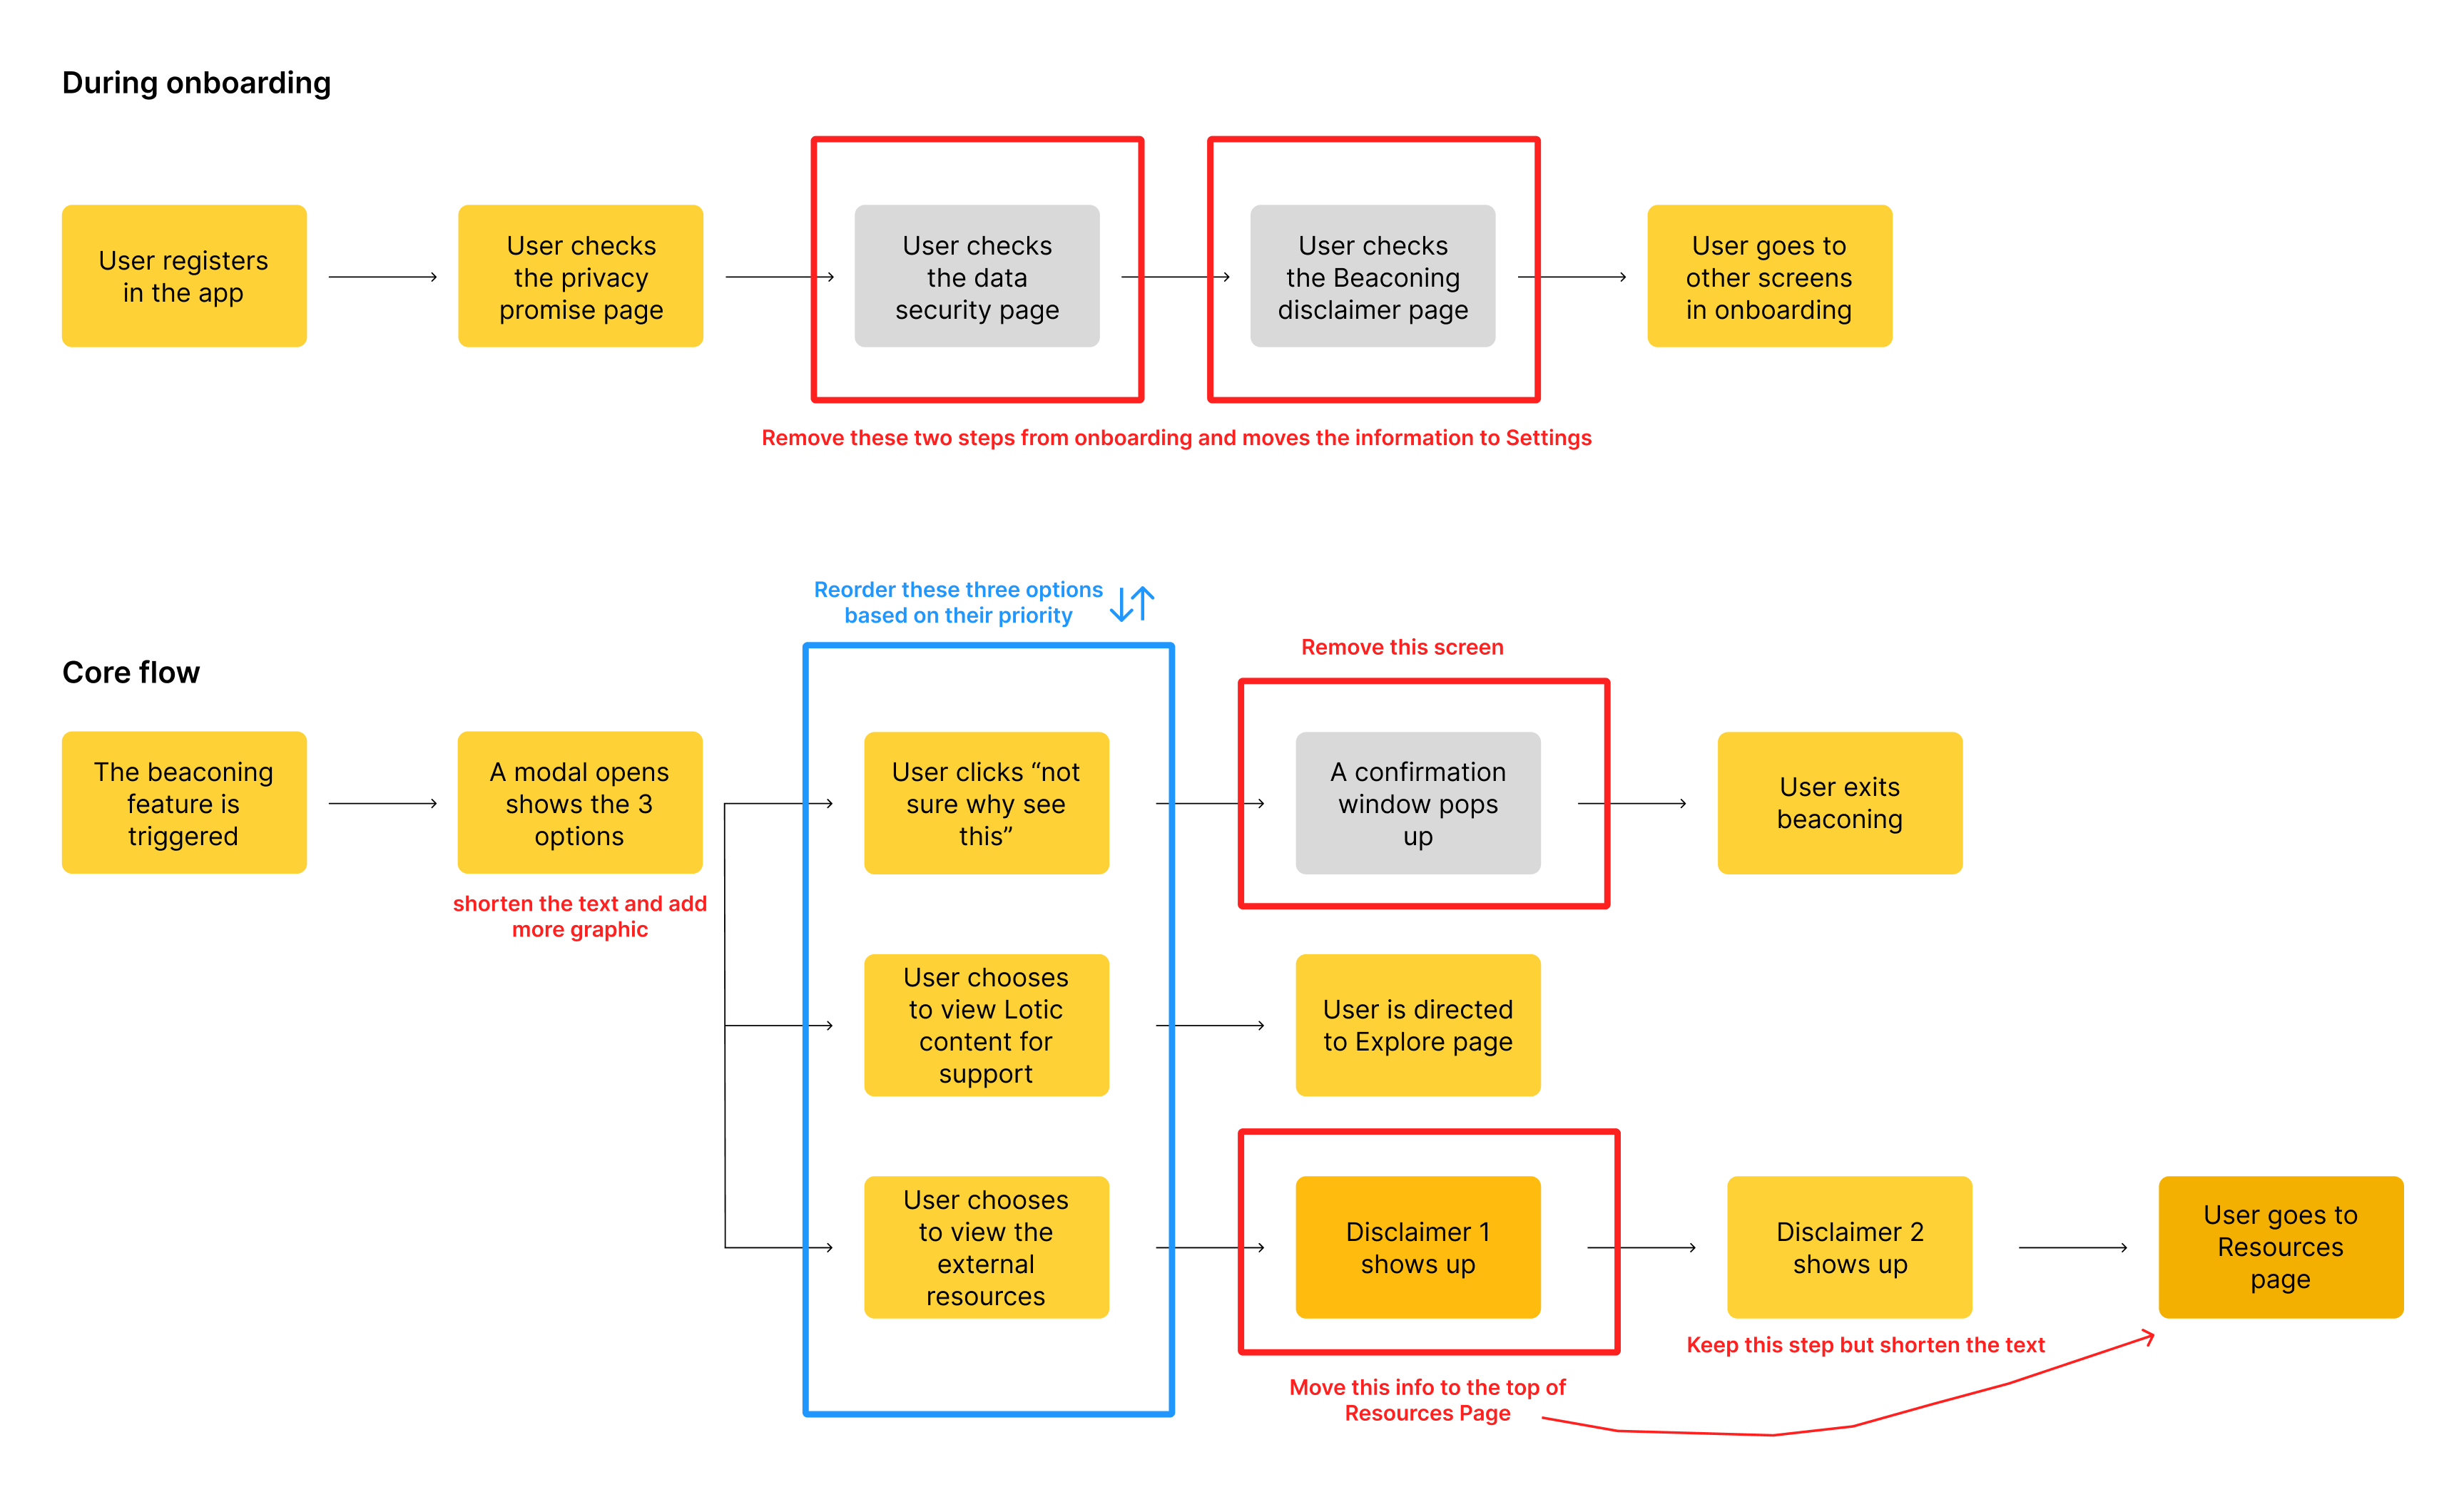 During onboarding
User registers
in the app
User checks
the privacy
promise page
User checks
the data
security page
User checks
the Beaconing
disclaimer page
User goes to
other screens
in onboarding
Remove these two steps from onboarding and moves the information to Settings
Reorder these three options
based on their priority
Remove this screen
Core flow
The beaconing
feature is
triggered
A modal opens
shows the 3
options
shorten the text and add
more graphic
User clicks “not
sure why see
this”
A confirmation
window pops
up
User exits
beaconing
User chooses
to view Lotic
content for
support
User is directed
to Explore page
User chooses
to view the
external
resources
Disclaimer 1
shows up
Disclaimer 2
shows up
User goes to
Resources
page
Keep this step but shorten the text
Move this info to the top of
Resources Page